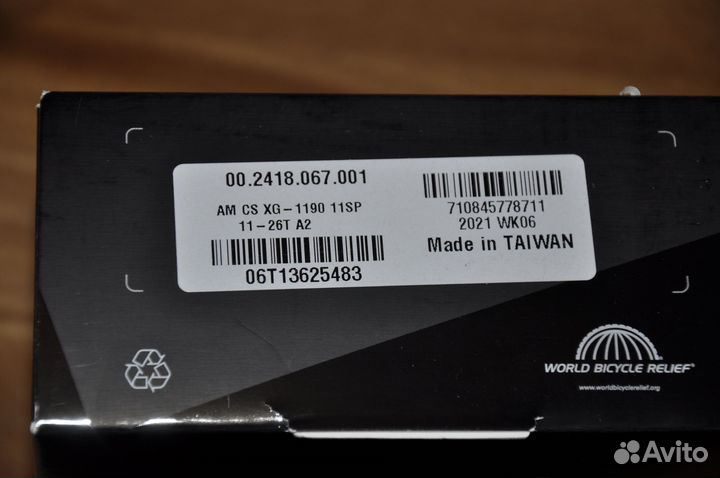 00.2418.067.001
AM CS XG-1190 11SP
11-26T A2
06T13625483
710845778711
2021 WK06
Made in TAIWAN
WORLD BICYCLE RELIEF®
www.worldbicyclerelief.org
Avito